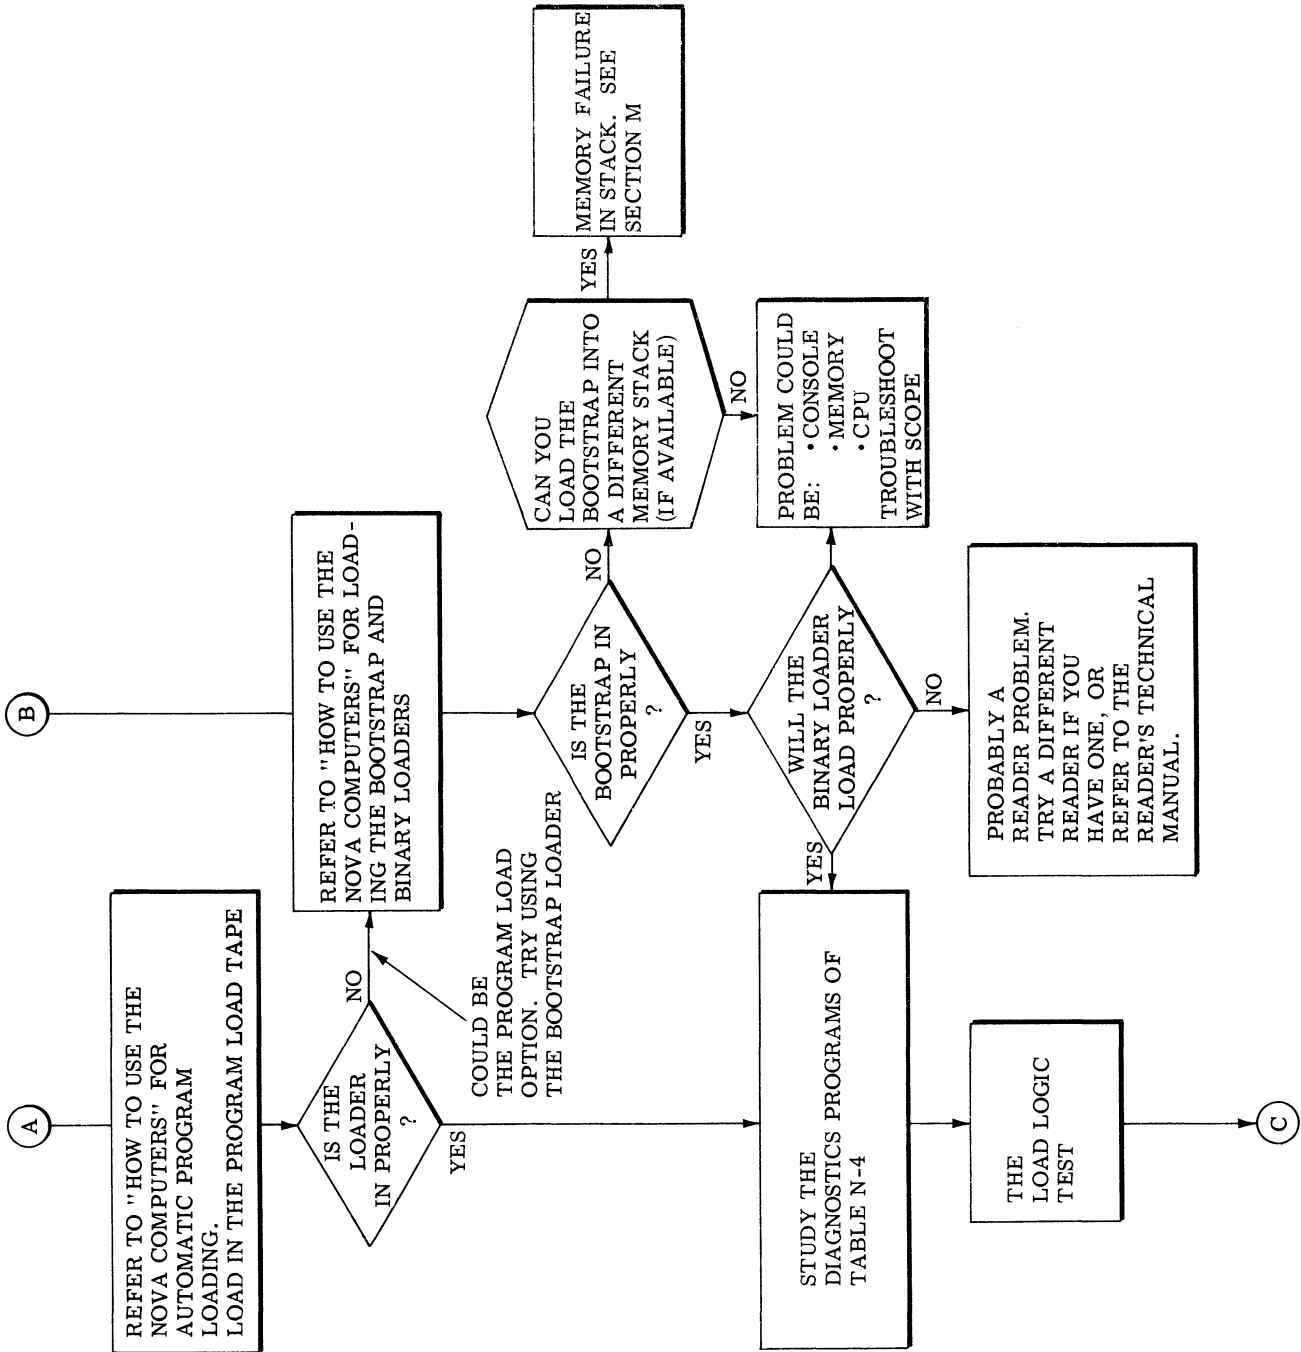 A
REFER TO "HOW TO USE THE
NOVA COMPUTERS" FOR
AUTOMATIC PROGRAM
LOADING.
LOAD IN THE PROGRAM LOAD TAPE
IS THE
LOADER
IN PROPERLY
?
NO
YES
COULD BE
THE PROGRAM LOAD
OPTION. TRY USING
THE BOOTSTRAP LOADER
B
REFER TO "HOW TO USE THE
NOVA COMPUTERS" FOR LOAD-
ING THE BOOTSTRAP AND
BINARY LOADERS
IS THE
BOOTSTRAP IN
PROPERLY
?
NO
YES
CAN YOU
LOAD THE
BOOTSTRAP INTO
A DIFFERENT
MEMORY STACK
(IF AVAILABLE)
YES
NO
MEMORY FAILURE
IN STACK. SEE
SECTION M
PROBLEM COULD
BE: • CONSOLE
• MEMORY
• CPU
TROUBLESHOOT
WITH SCOPE
WILL THE
BINARY LOADER
LOAD PROPERLY
?
YES
NO
PROBABLY A
READER PROBLEM.
TRY A DIFFERENT
READER IF YOU
HAVE ONE, OR
REFER TO THE
READER'S TECHNICAL
MANUAL.
STUDY THE
DIAGNOSTICS PROGRAMS OF
TABLE N-4
THE
LOAD LOGIC
TEST
C